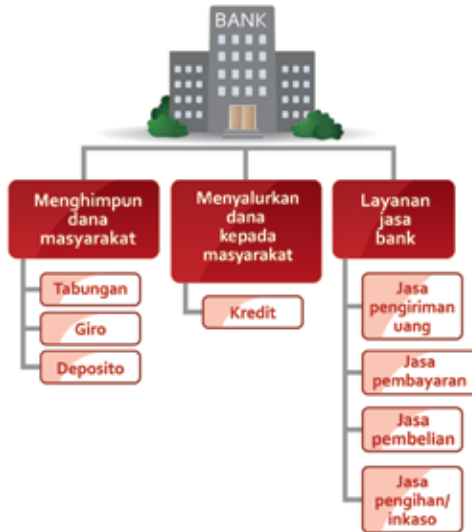 BANK
Menghimpun
dana
masyarakat
Tabungan
Giro
Deposito
Menyalurkan
dana
kepada
masyarakat
Kredit
Layanan
jasa
bank
Jasa
pengiriman
uang
Jasa
pembayaran
Jasa
pembelian
Jasa
pengihan/
inkaso